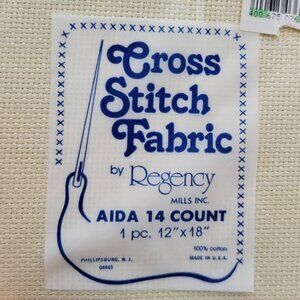 Cross
Stitch
Fabric
by Regency
MILLS INC.
AIDA 14 COUNT
1 pc. 12" x 18"
100% cotton
PHILLIPSBURG, N. J.
08865
MADE IN U.S.A.